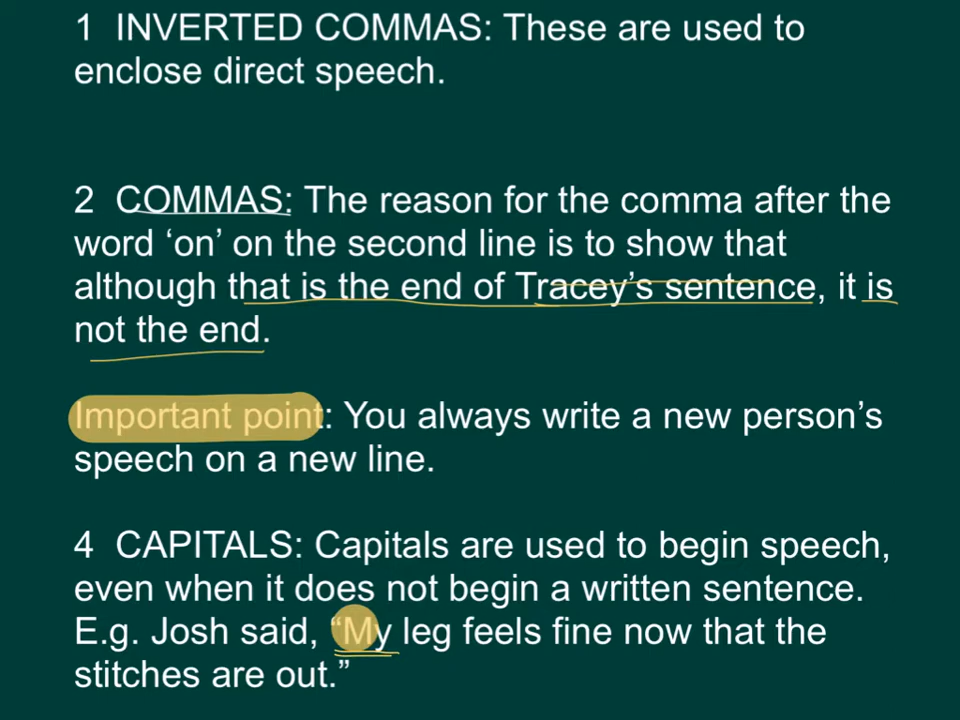 1  INVERTED COMMAS: These are used to
enclose direct speech.
2  COMMAS: The reason for the comma after the
word ‘on’ on the second line is to show that
although that is the end of Tracey’s sentence, it is
not the end.
Important point: You always write a new person’s
speech on a new line.
4  CAPITALS: Capitals are used to begin speech,
even when it does not begin a written sentence.
E.g. Josh said, “My leg feels fine now that the
stitches are out.”